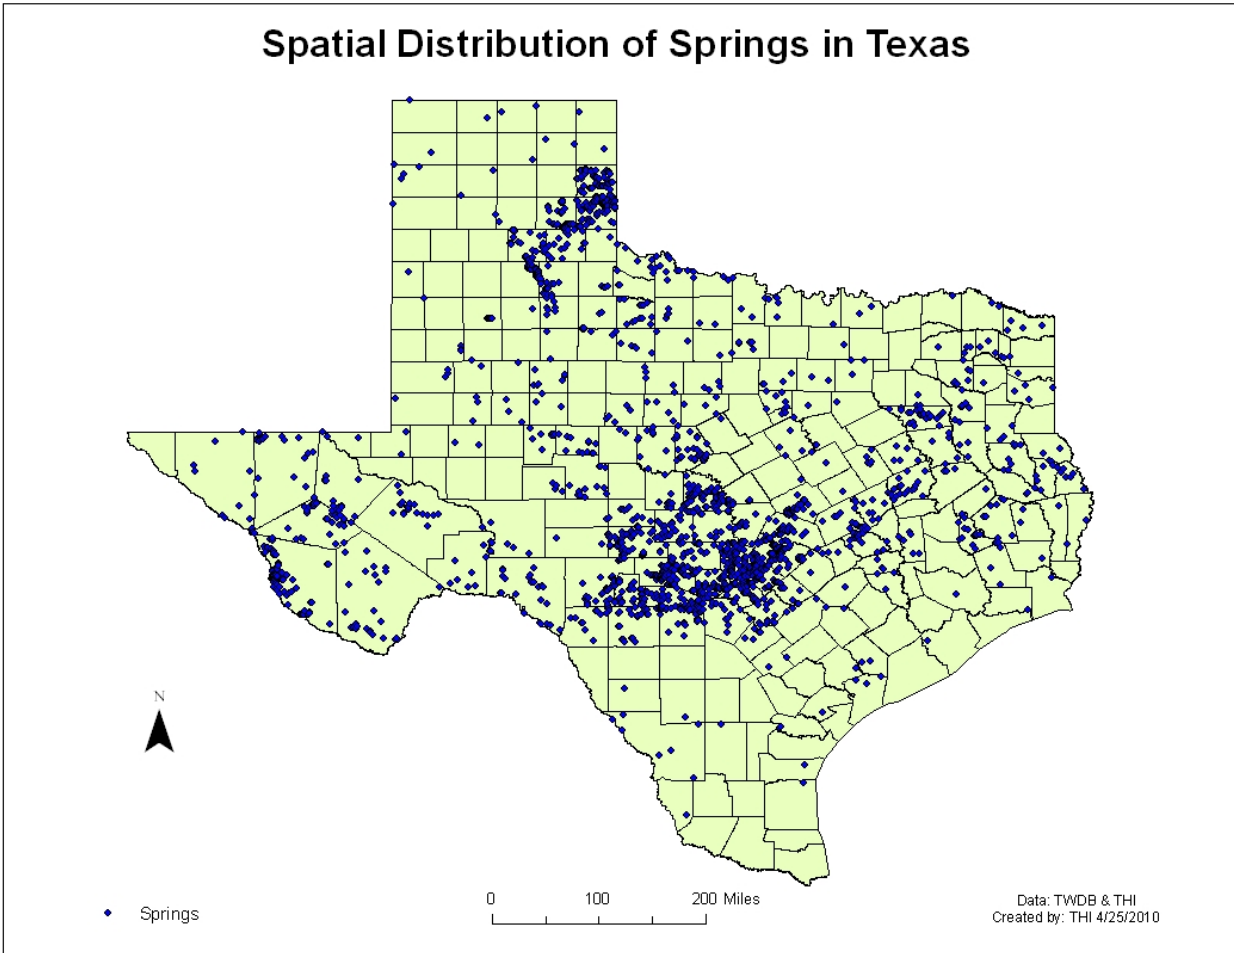 Spatial Distribution of Springs in Texas
N
0 100 200 Miles
Springs
Data: TWDB & THI
Created by: THI 4/25/2010